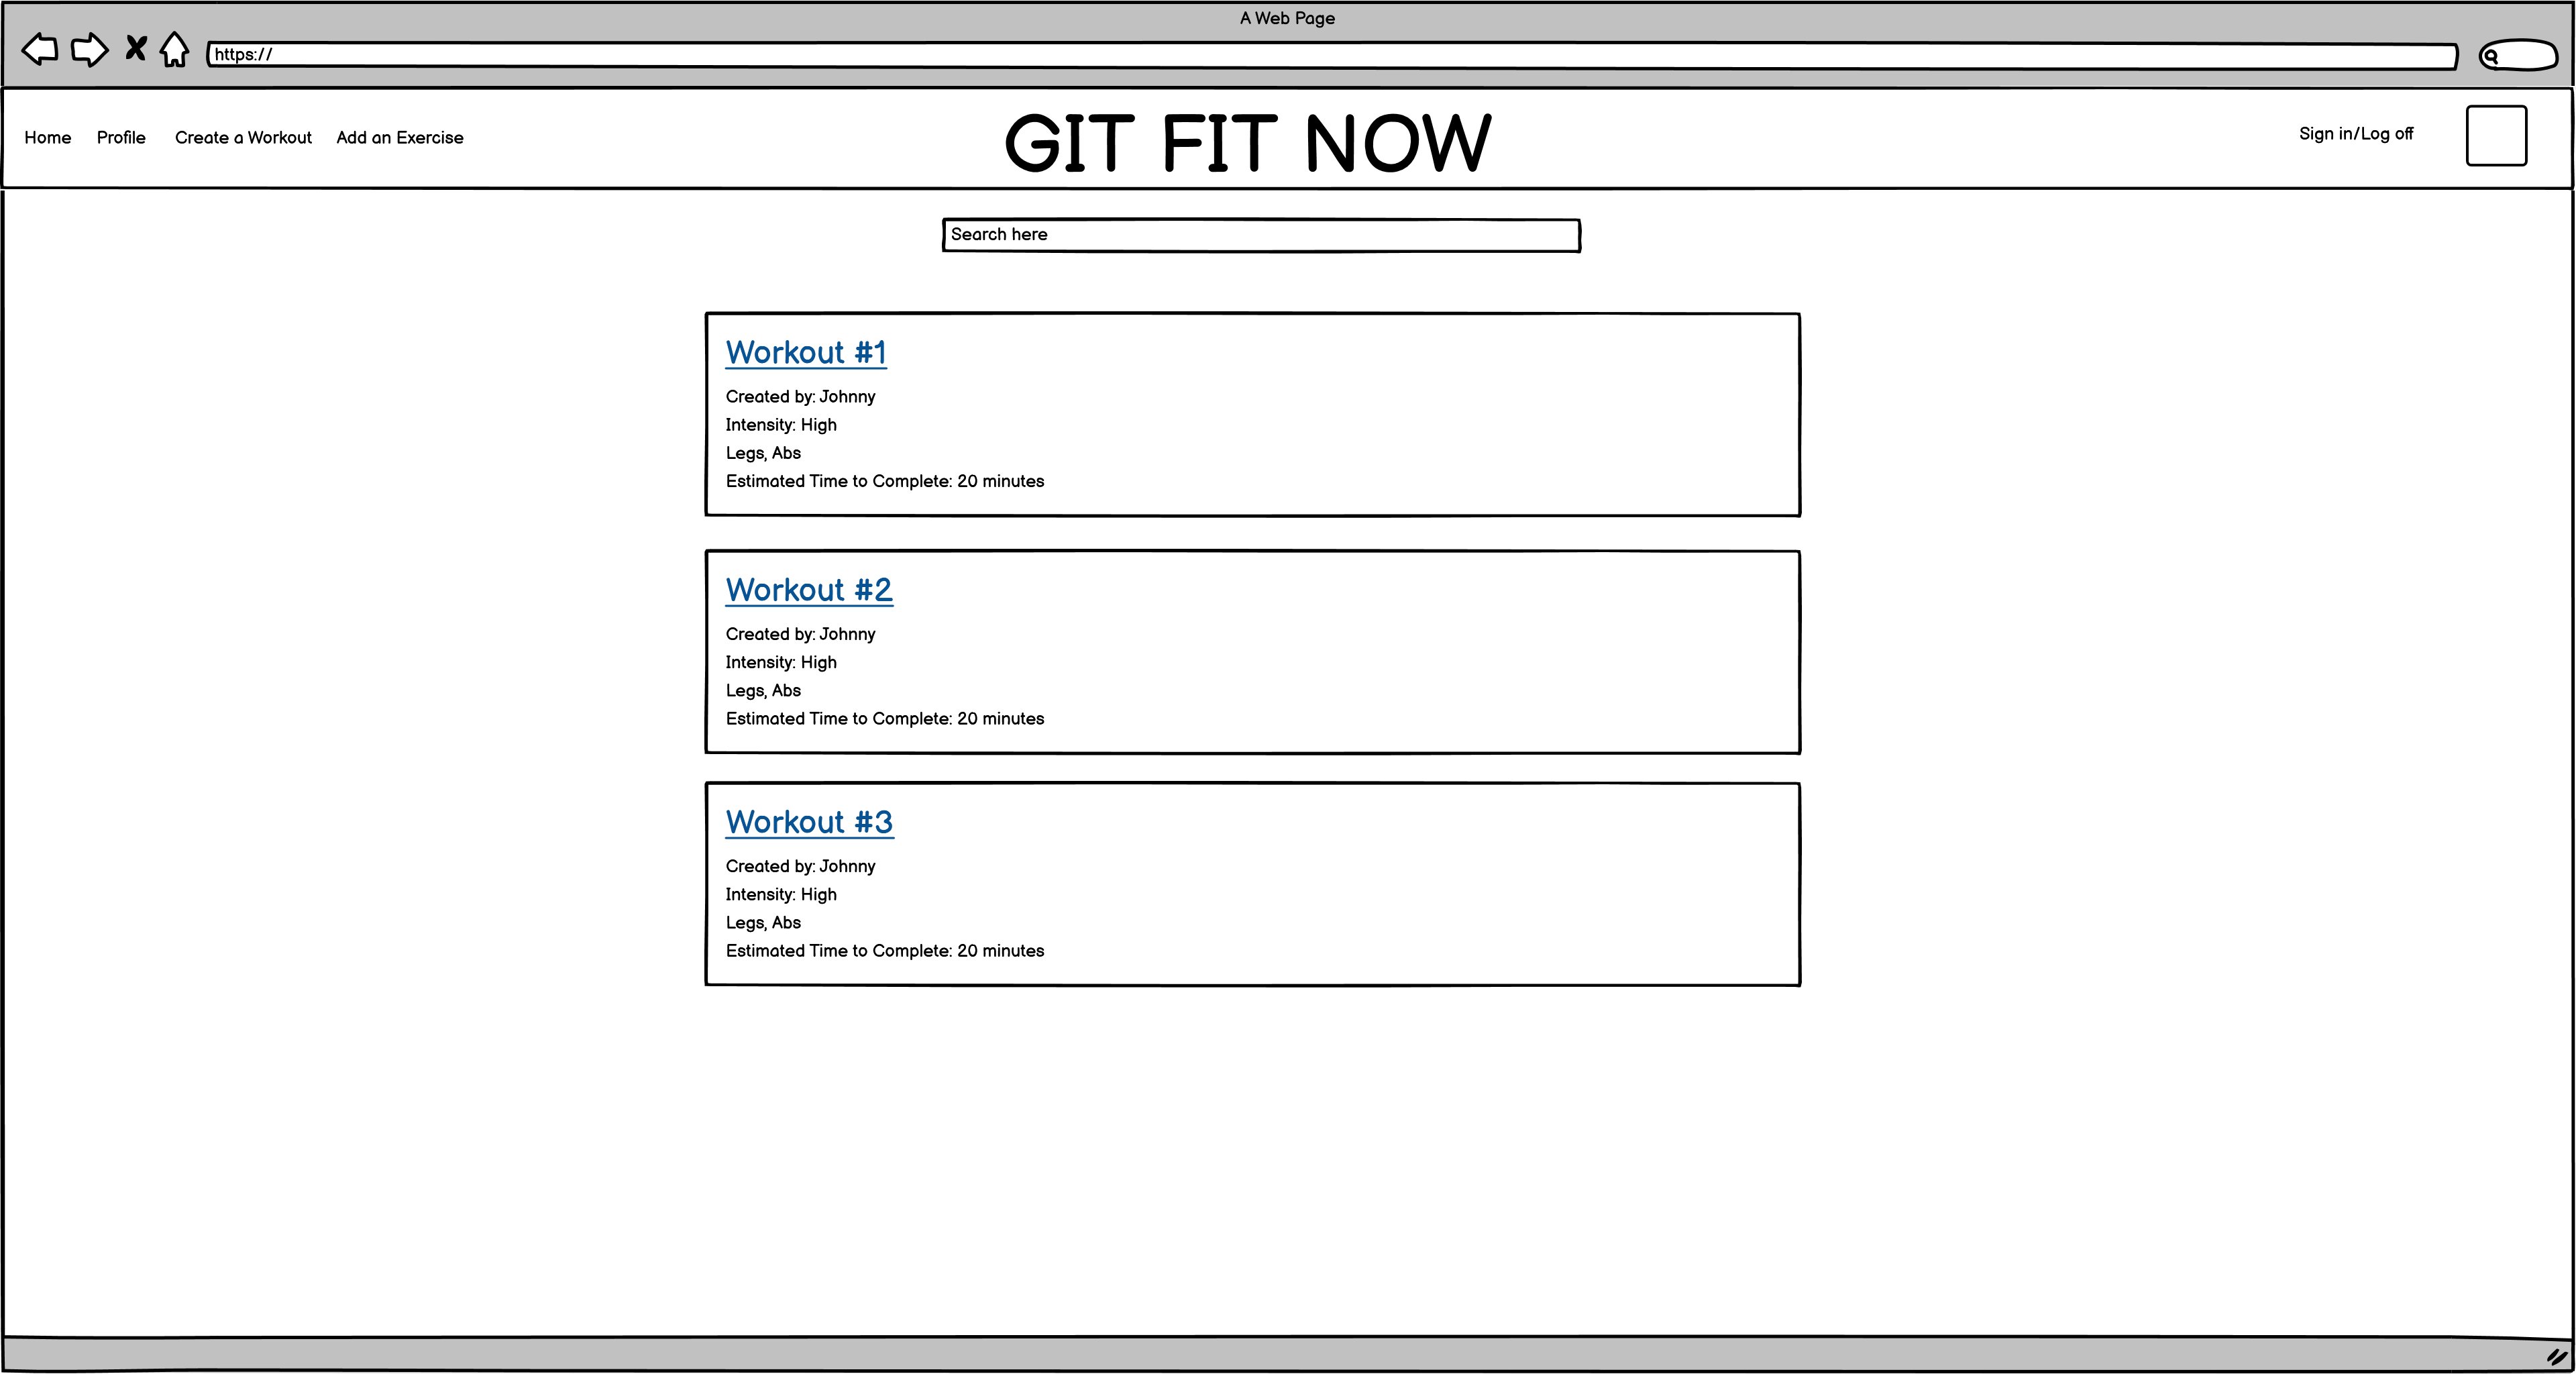 A Web Page
https://
Home Profile Create a Workout Add an Exercise
GIT FIT NOW
Sign in/Log off
Search here
Workout #1
Created by: Johnny
Intensity: High
Legs, Abs
Estimated Time to Complete: 20 minutes
Workout #2
Created by: Johnny
Intensity: High
Legs, Abs
Estimated Time to Complete: 20 minutes
Workout #3
Created by: Johnny
Intensity: High
Legs, Abs
Estimated Time to Complete: 20 minutes